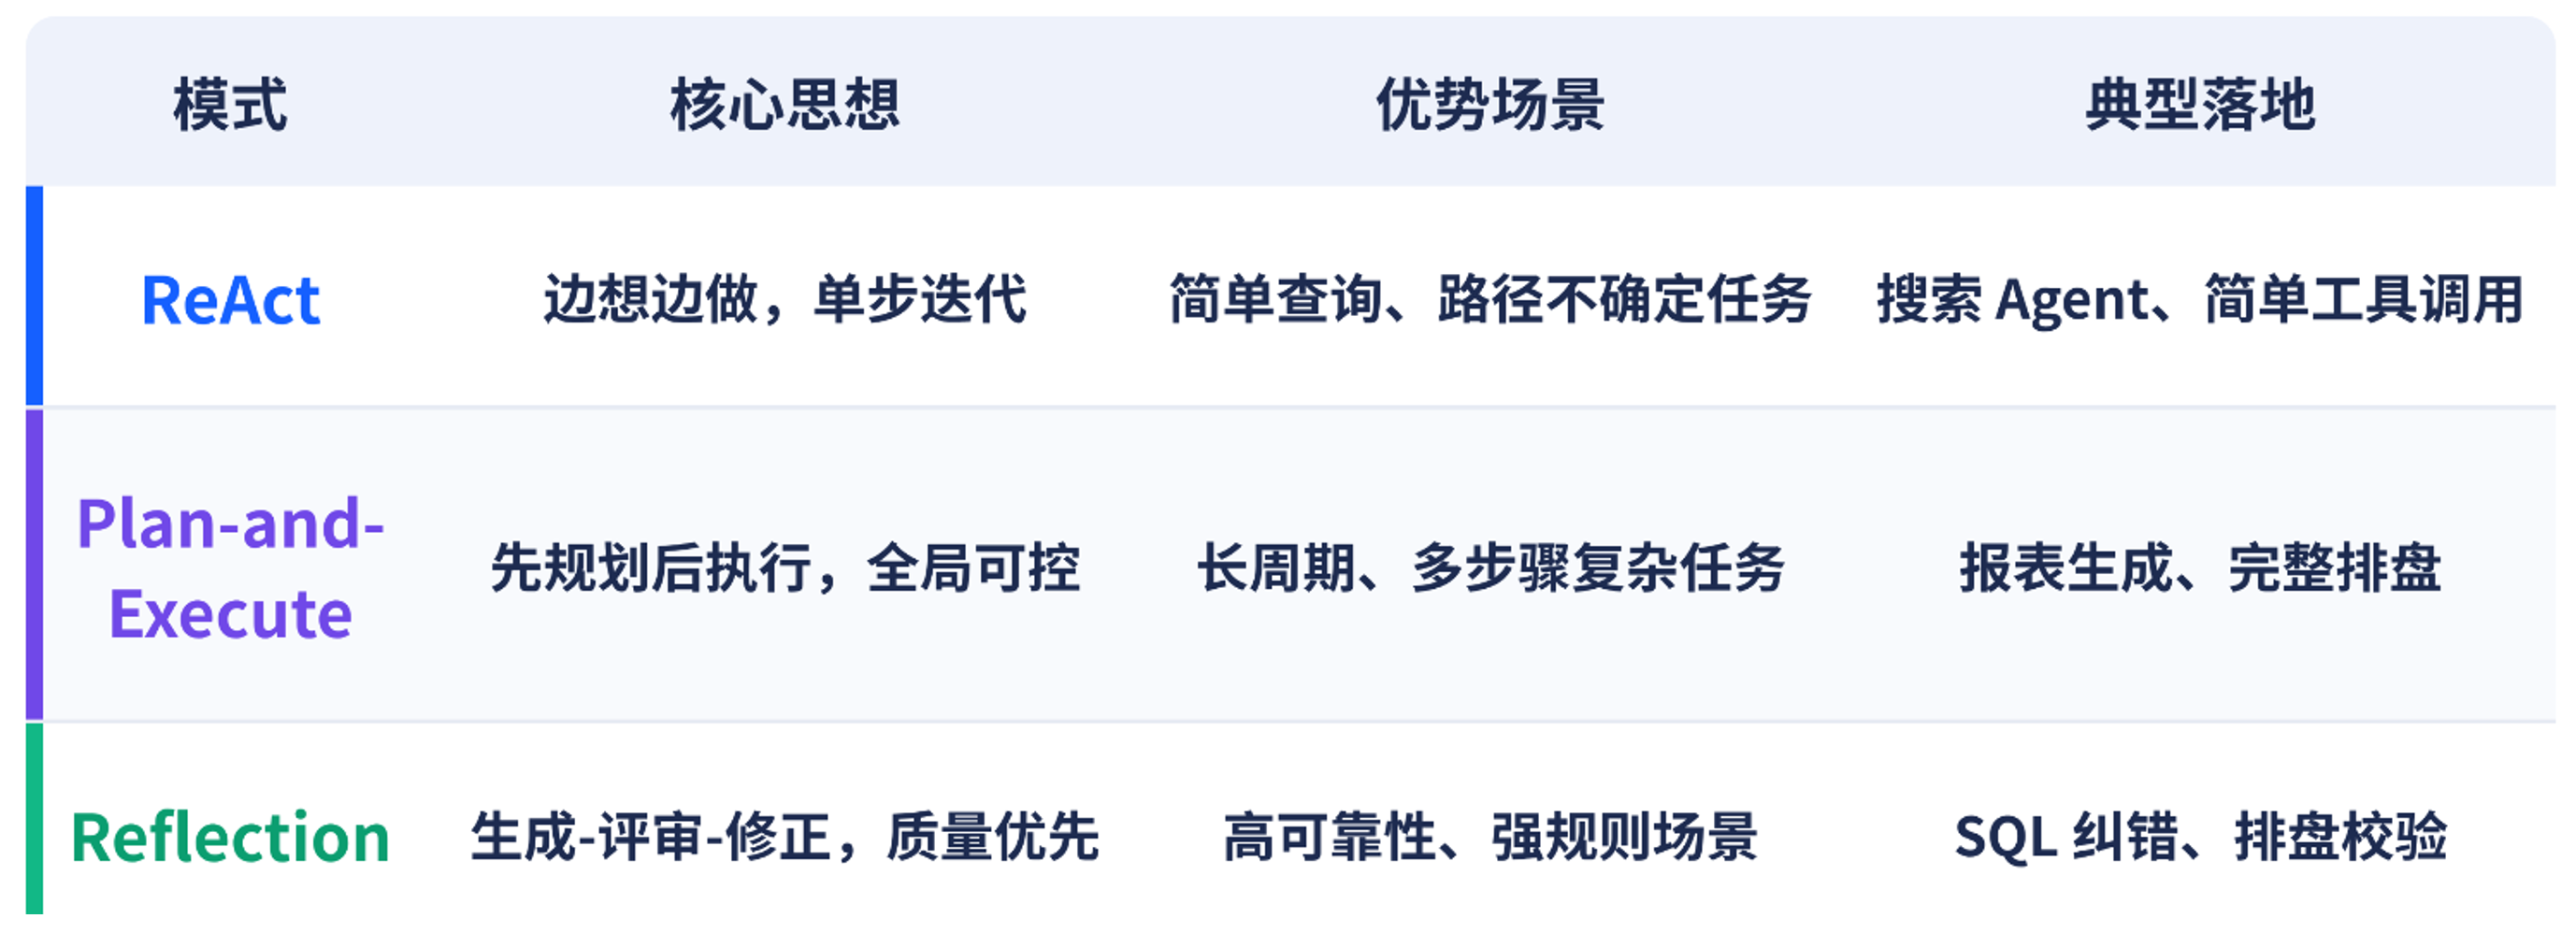 模式 核心思想 优势场景 典型落地
ReAct 边想边做，单步迭代 简单查询、路径不确定任务 搜索 Agent、简单工具调用
Plan-and-
Execute 先规划后执行，全局可控 长周期、多步骤复杂任务 报表生成、完整排盘
Reflection 生成-评审-修正，质量优先 高可靠性、强规则场景 SQL 纠错、排盘校验